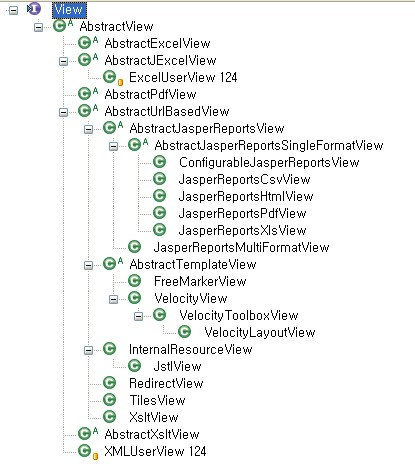 View
AbstractView
AbstractExcelView
AbstractJExcelView
ExcelUserView 124
AbstractPdfView
AbstractUrlBasedView
AbstractJasperReportsView
AbstractJasperReportsSingleFormatView
ConfigurableJasperReportsView
JasperReportsCsvView
JasperReportsHtmlView
JasperReportsPdfView
JasperReportsXlsView
JasperReportsMultiFormatView
AbstractTemplateView
FreeMarkerView
VelocityView
VelocityToolboxView
VelocityLayoutView
InternalResourceView
JstlView
RedirectView
TilesView
XsltView
AbstractXsltView
XMLUserView 124